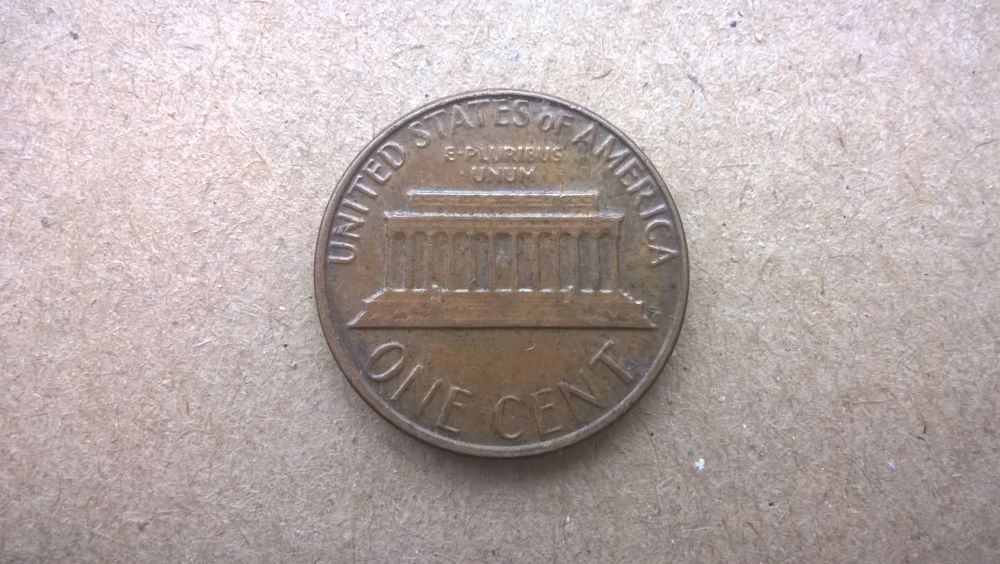 UNITED STATES oF AMERICA
E·PLURIBUS
UNUM
ONE CENT